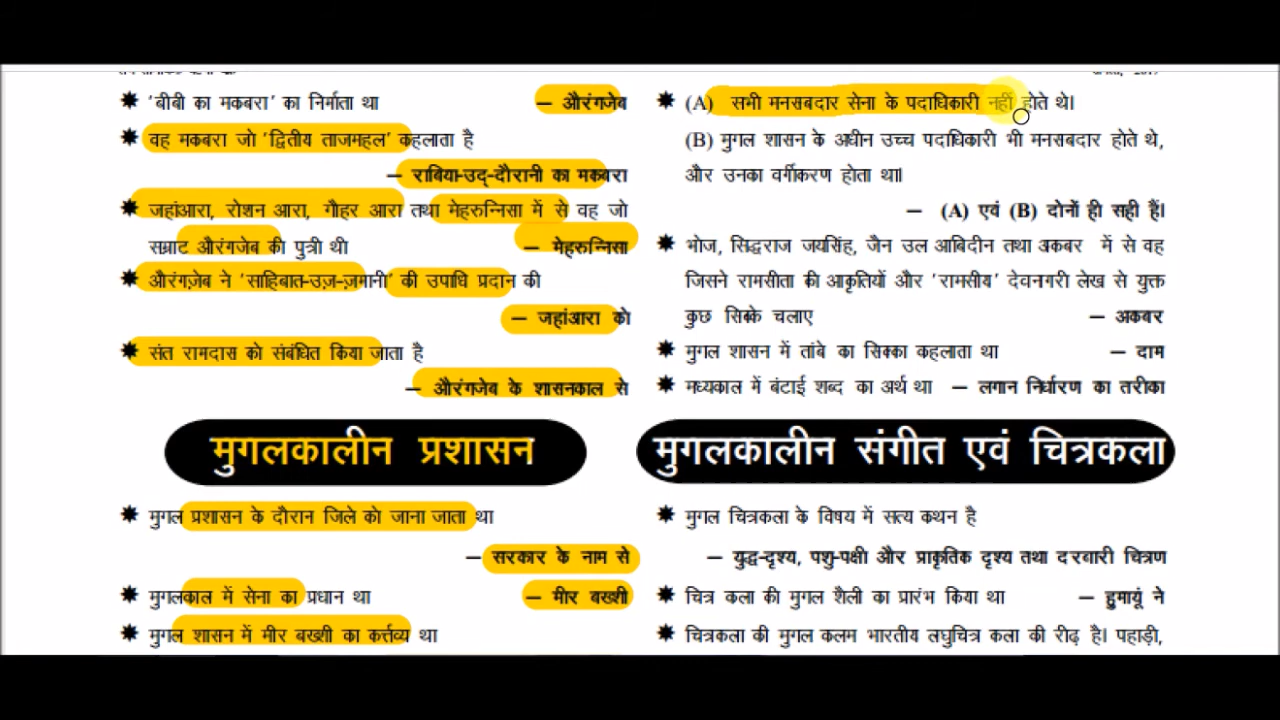 ✷ 'बीबी का मकबरा' का निर्माता था — औरंगजेब
✷ वह मकबरा जो 'द्वितीय ताजमहल' कहलाता है
— राबिया-उद्-दौरानी का मकबरा
✷ जहांआरा, रोशन आरा, गौहर आरा तथा मेहरुन्निसा में से वह जो
सम्राट औरंगजेब की पुत्री थी — मेहरुन्निसा
✷ औरंगज़ेब ने 'साहिबात-उज़-ज़मानी' की उपाधि प्रदान की
— जहांआरा को
✷ संत रामदास को संबंधित किया जाता है
— औरंगजेब के शासनकाल से
मुगलकालीन प्रशासन
✷ मुगल प्रशासन के दौरान जिले को जाना जाता था
— सरकार के नाम से
✷ मुगलकाल में सेना का प्रधान था — मीर बख्शी
✷ मुगल शासन में मीर बख्शी का कर्त्तव्य था
✷ (A) सभी मनसबदार सेना के पदाधिकारी नहीं होते थे।
(B) मुगल शासन के अधीन उच्च पदाधिकारी भी मनसबदार होते थे,
और उनका वर्गीकरण होता था।
— (A) एवं (B) दोनों ही सही हैं।
✷ भोज, सिद्धराज जयसिंह, जैन उल आबिदीन तथा अकबर में से वह
जिसने रामसीता की आकृतियों और 'रामसीय' देवनगरी लेख से युक्त
कुछ सिक्के चलाए — अकबर
✷ मुगल शासन में तांबे का सिक्का कहलाता था — दाम
✷ मध्यकाल में बंटाई शब्द का अर्थ था — लगान निर्धारण का तरीका
मुगलकालीन संगीत एवं चित्रकला
✷ मुगल चित्रकला के विषय में सत्य कथन है
— युद्ध-दृश्य, पशु-पक्षी और प्राकृतिक दृश्य तथा दरबारी चित्रण
✷ चित्र कला की मुगल शैली का प्रारंभ किया था — हुमायूं ने
✷ चित्रकला की मुगल कलम भारतीय लघुचित्र कला की रीढ़ है। पहाड़ी,